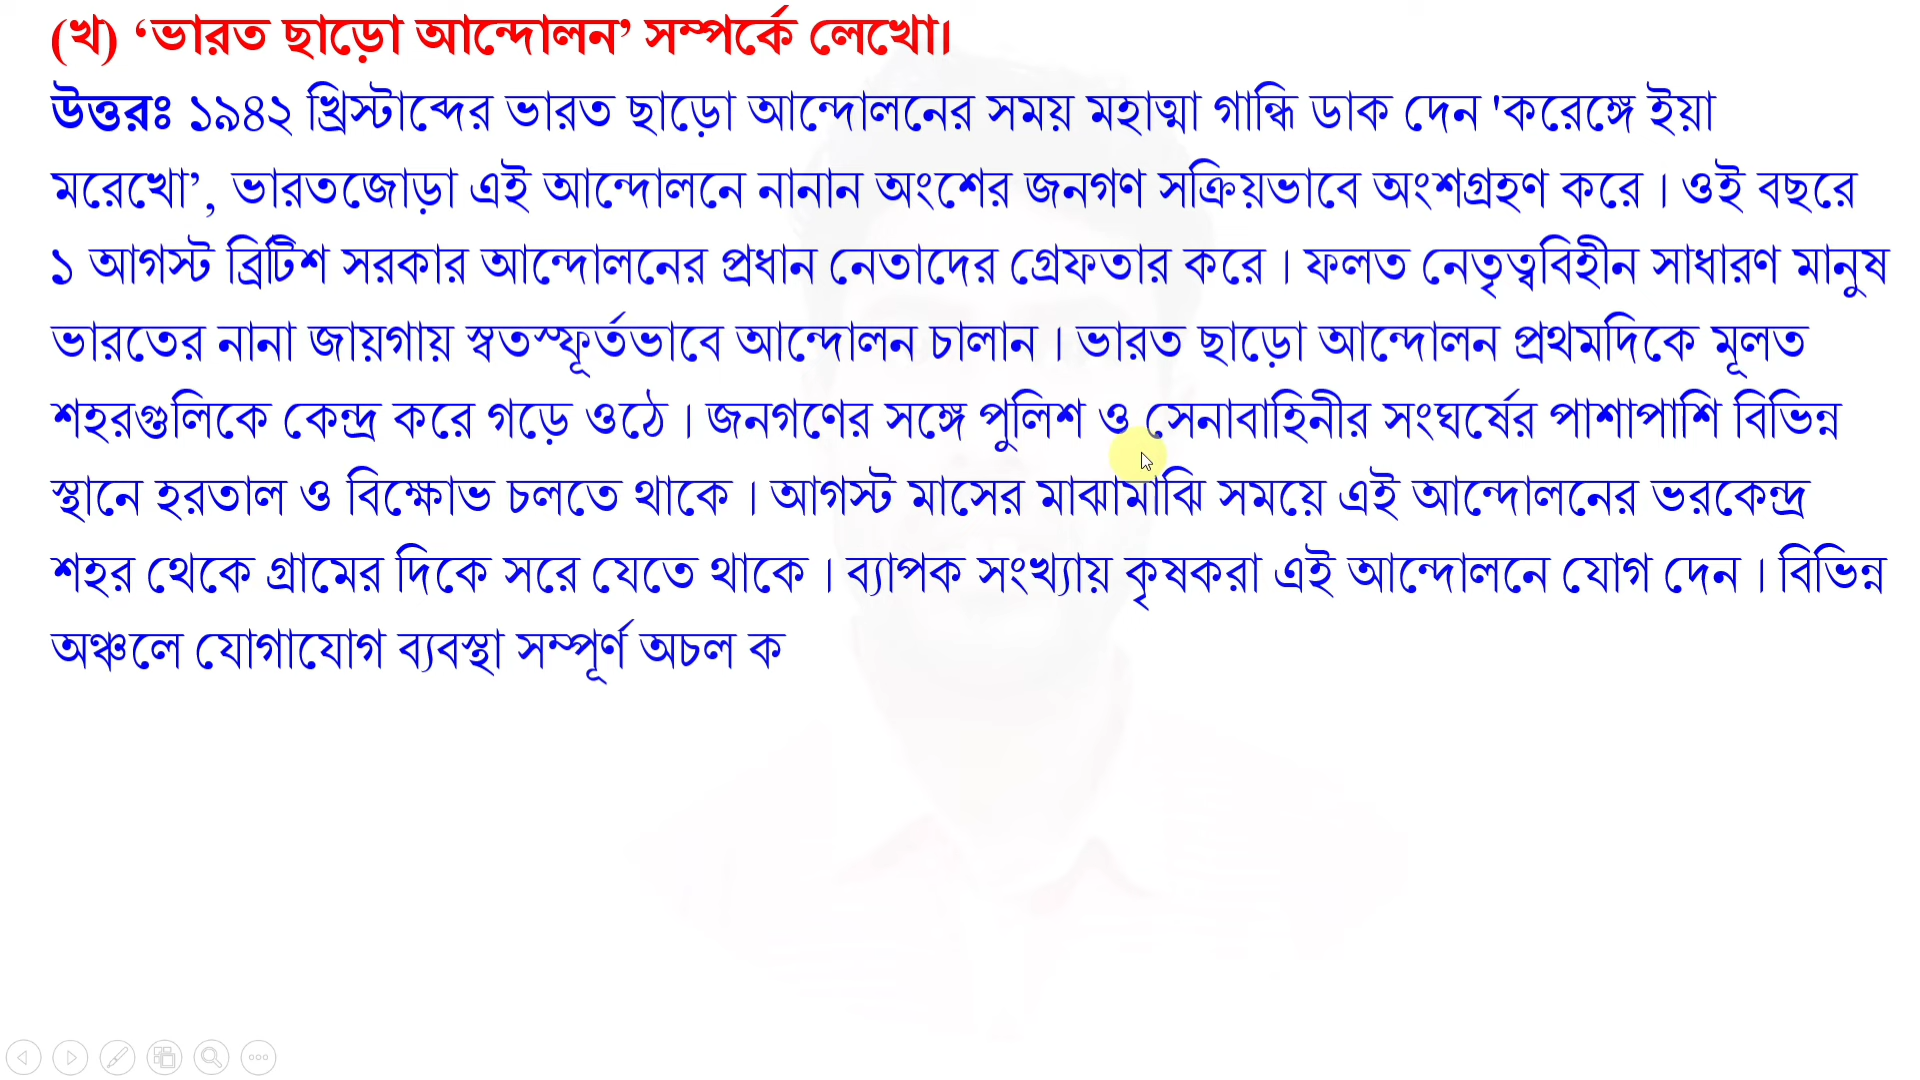 (খ) ‘ভারত ছাড়ো আন্দোলন’ সম্পর্কে লেখো।
উত্তরঃ ১৯৪২ খ্রিস্টাব্দের ভারত ছাড়ো আন্দোলনের সময় মহাত্মা গান্ধি ডাক দেন 'করেঙ্গে ইয়া
মরেখো’, ভারতজোড়া এই আন্দোলনে নানান অংশের জনগণ সক্রিয়ভাবে অংশগ্রহণ করে । ওই বছরে
১ আগস্ট ব্রিটিশ সরকার আন্দোলনের প্রধান নেতাদের গ্রেফতার করে । ফলত নেতৃত্ববিহীন সাধারণ মানুষ
ভারতের নানা জায়গায় স্বতস্ফূর্তভাবে আন্দোলন চালান । ভারত ছাড়ো আন্দোলন প্রথমদিকে মূলত
শহরগুলিকে কেন্দ্র করে গড়ে ওঠে । জনগণের সঙ্গে পুলিশ ও সেনাবাহিনীর সংঘর্ষের পাশাপাশি বিভিন্ন
স্থানে হরতাল ও বিক্ষোভ চলতে থাকে । আগস্ট মাসের মাঝামাঝি সময়ে এই আন্দোলনের ভরকেন্দ্র
শহর থেকে গ্রামের দিকে সরে যেতে থাকে । ব্যাপক সংখ্যায় কৃষকরা এই আন্দোলনে যোগ দেন । বিভিন্ন
অঞ্চলে যোগাযোগ ব্যবস্থা সম্পূর্ণ অচল ক